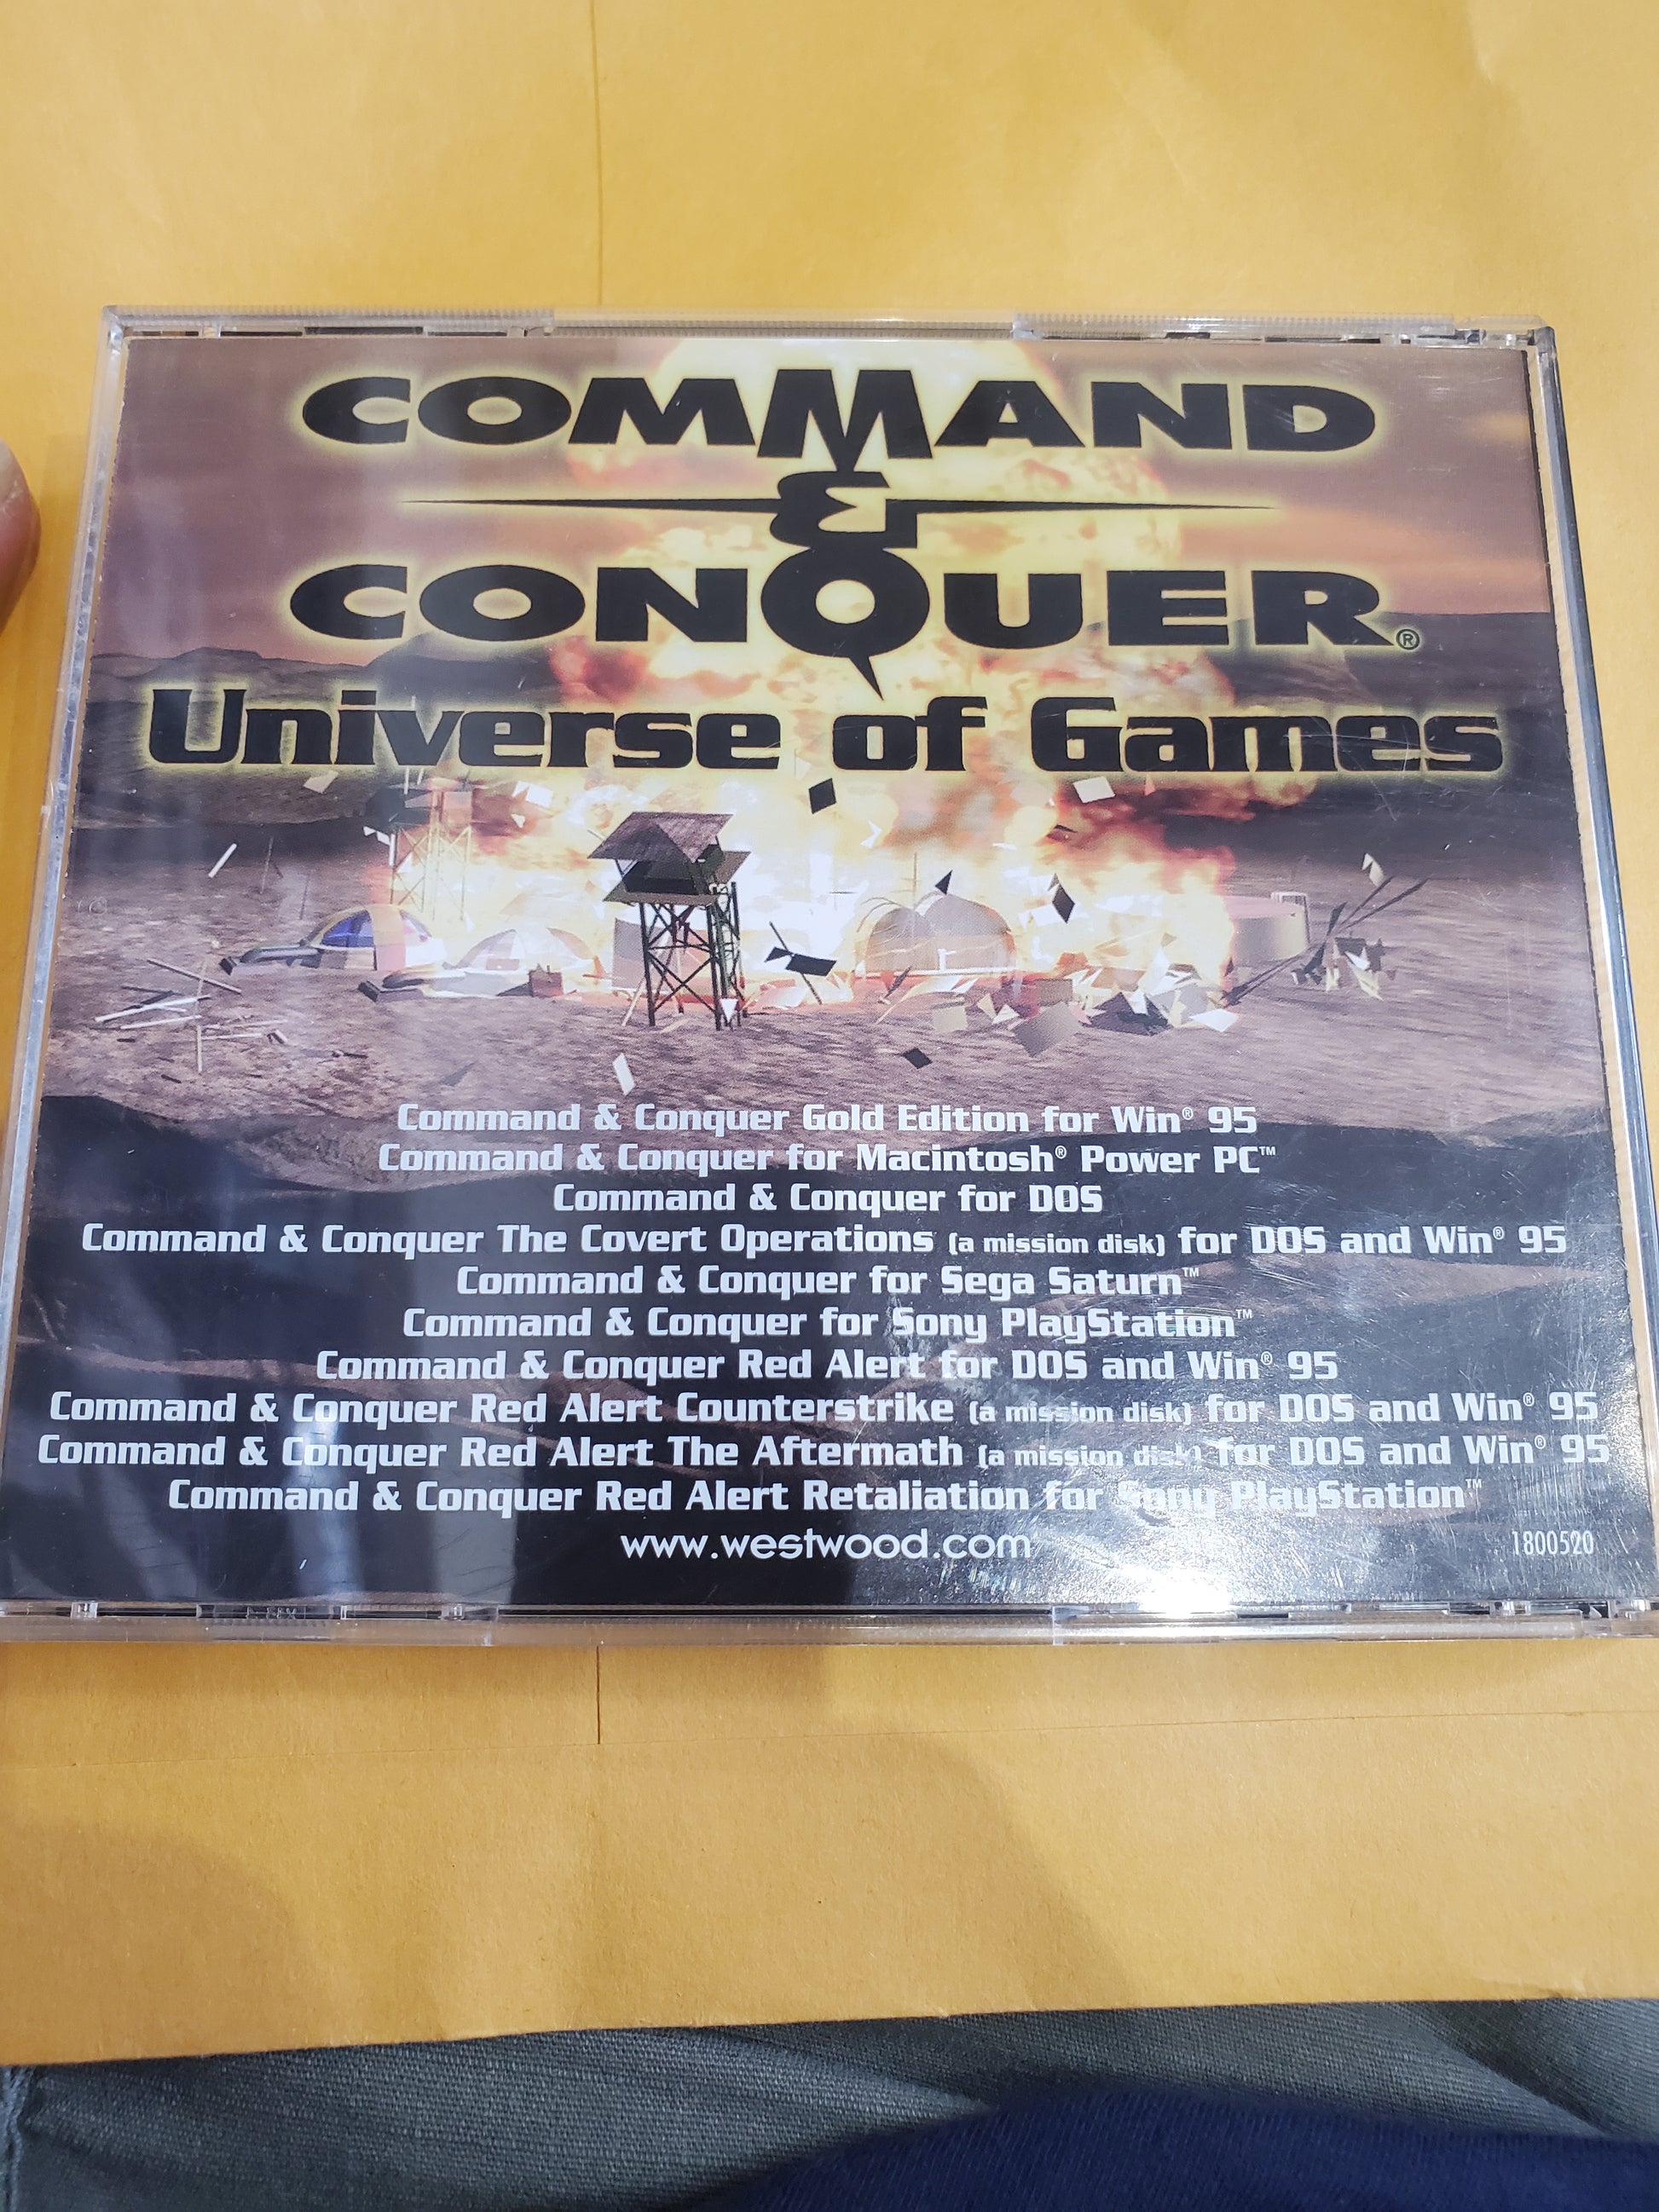 COMMAND
&
CONQUER®
Universe of Games
Command & Conquer Gold Edition for Win® 95
Command & Conquer for Macintosh® Power PC™
Command & Conquer for DOS
Command & Conquer The Covert Operations (a mission disk) for DOS and Win® 95
Command & Conquer for Sega Saturn™
Command & Conquer for Sony PlayStation™
Command & Conquer Red Alert for DOS and Win® 95
Command & Conquer Red Alert Counterstrike (a mission disk) for DOS and Win® 95
Command & Conquer Red Alert The Aftermath (a mission disk) for DOS and Win® 95
Command & Conquer Red Alert Retaliation for Sony PlayStation™
www.westwood.com
1800520